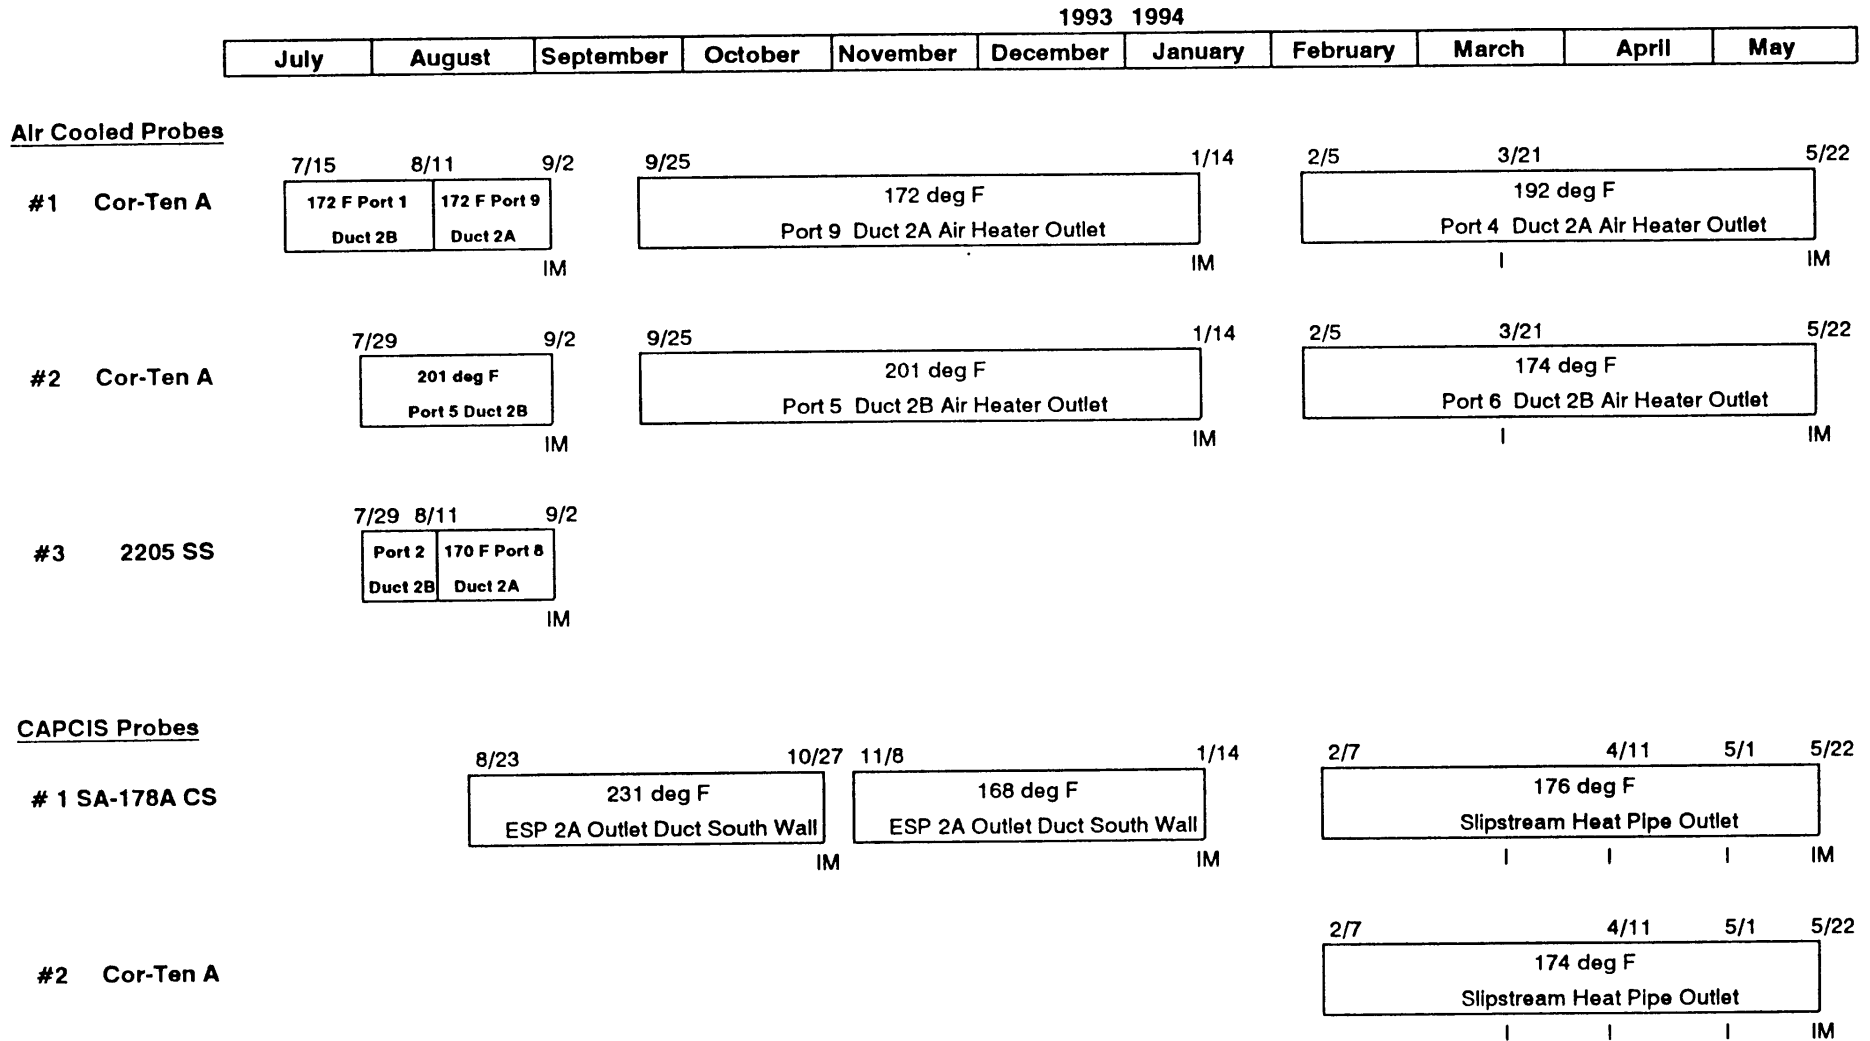 1993 1994
July August September October November December January February March April May
Air Cooled Probes
7/15 8/11 9/2 9/25 1/14 2/5 3/21 5/22
#1 Cor-Ten A
172 F Port 1 172 F Port 9 172 deg F 192 deg F
Duct 2B Duct 2A Port 9 Duct 2A Air Heater Outlet Port 4 Duct 2A Air Heater Outlet
IM IM I IM
7/29 9/2 9/25 1/14 2/5 3/21 5/22
#2 Cor-Ten A
201 deg F 201 deg F 174 deg F
Port 5 Duct 2B Port 5 Duct 2B Air Heater Outlet Port 6 Duct 2B Air Heater Outlet
IM IM I IM
7/29 8/11 9/2
#3 2205 SS
Port 2 170 F Port 8
Duct 2B Duct 2A
IM
CAPCIS Probes
8/23 10/27 11/8 1/14 2/7 4/11 5/1 5/22
# 1 SA-178A CS
231 deg F 168 deg F 176 deg F
ESP 2A Outlet Duct South Wall ESP 2A Outlet Duct South Wall Slipstream Heat Pipe Outlet
IM IM I I I IM
2/7 4/11 5/1 5/22
#2 Cor-Ten A
174 deg F
Slipstream Heat Pipe Outlet
I I I IM